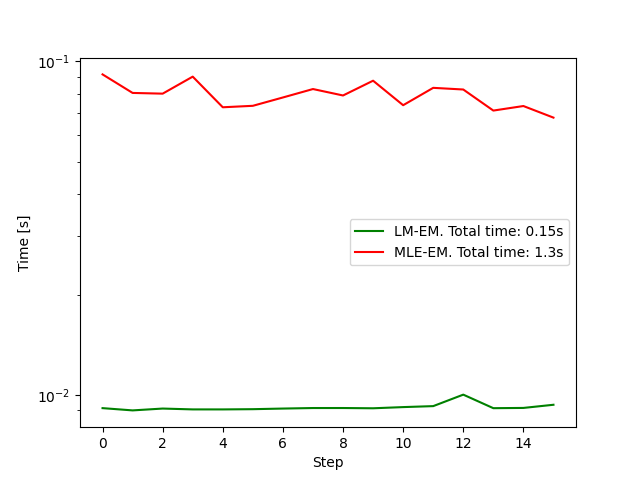 10⁻¹
10⁻²
Time [s]
LM-EM. Total time: 0.15s
MLE-EM. Total time: 1.3s
0 2 4 6 8 10 12 14
Step